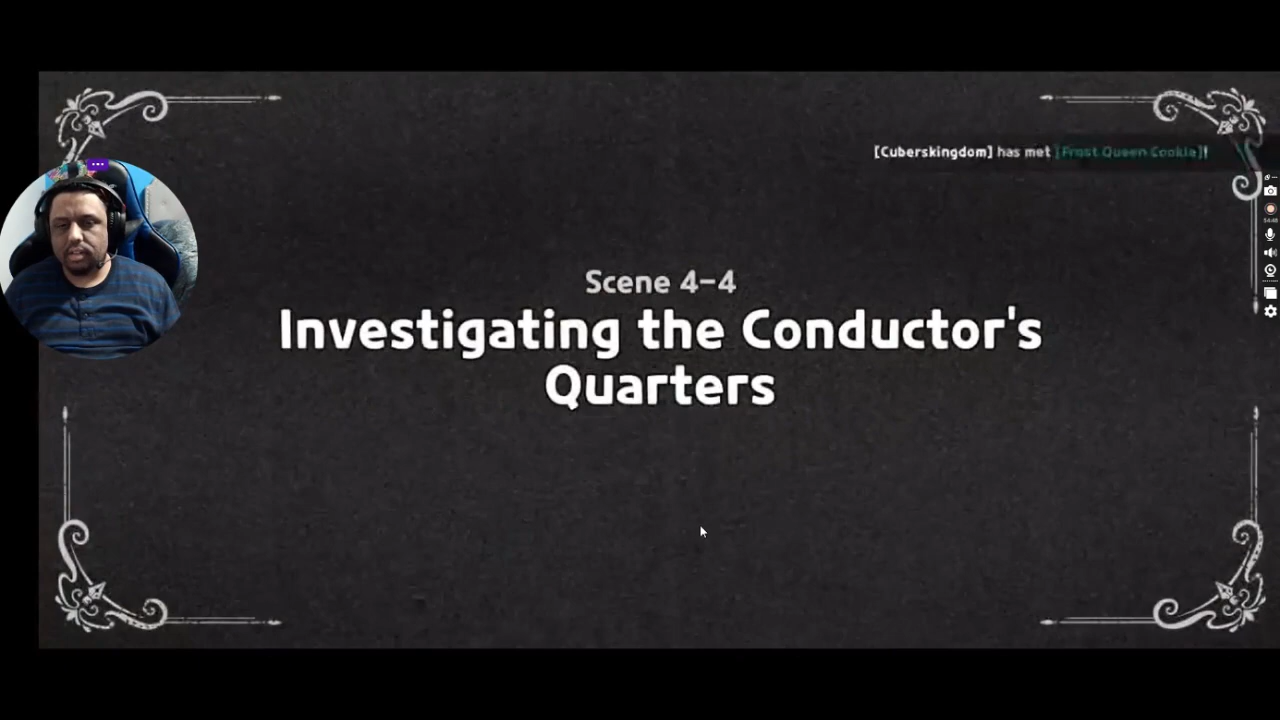 [Cuberskingdom] has met [Frost Queen Cookie]!
Scene 4-4
Investigating the Conductor's
Quarters